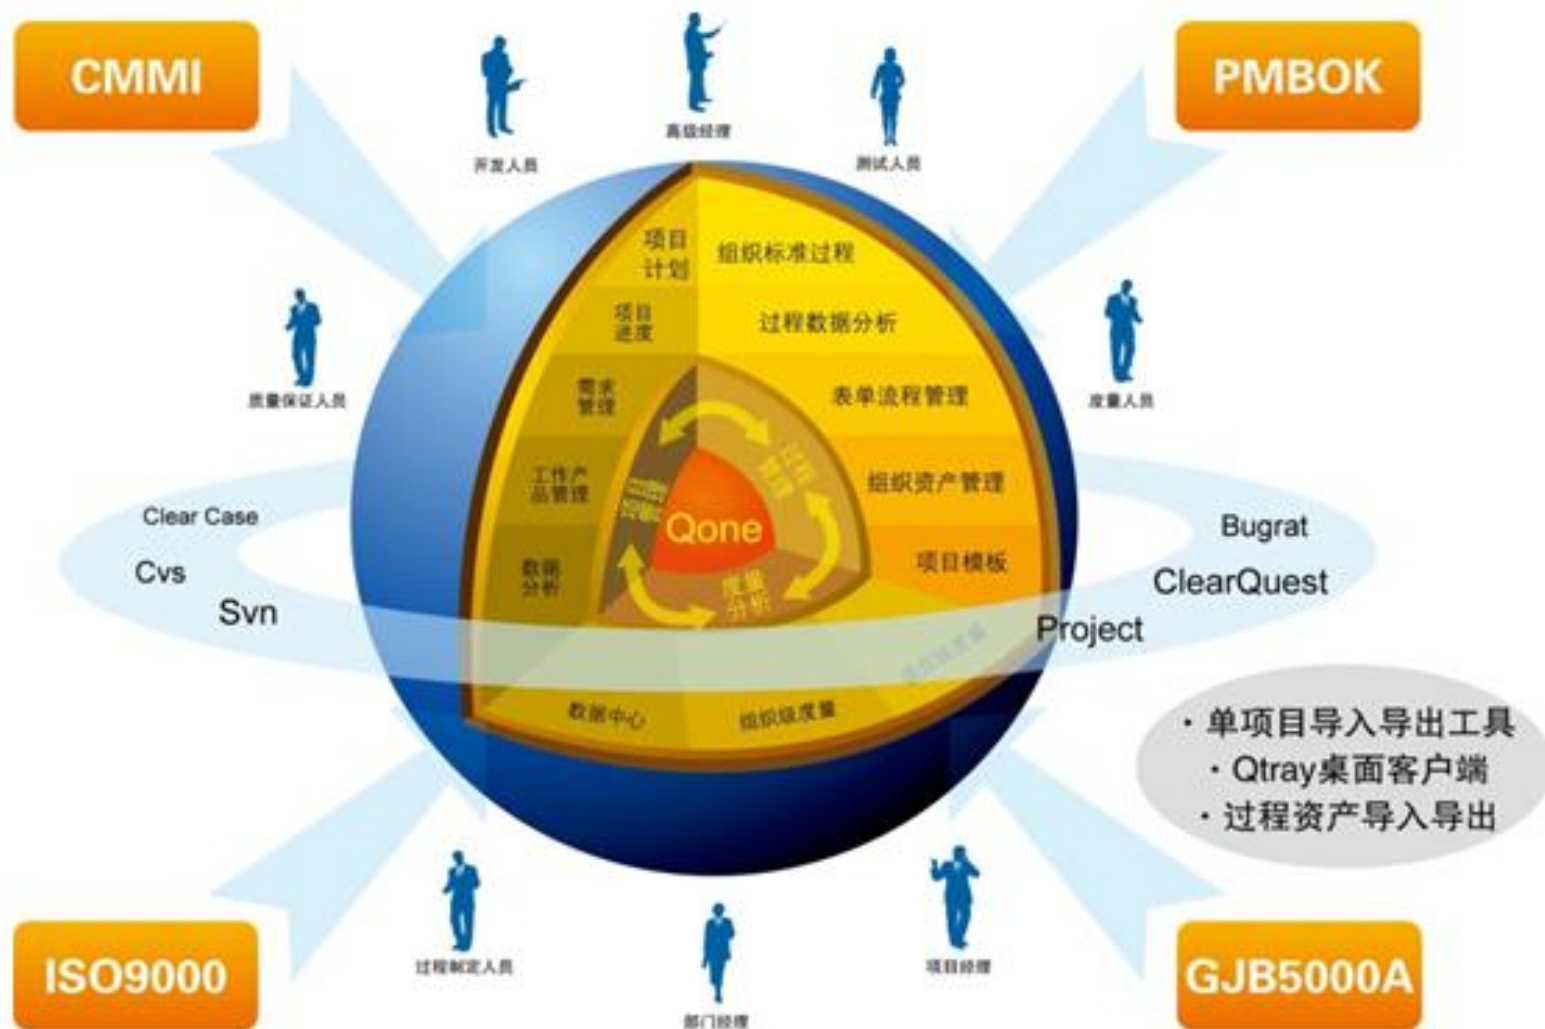 CMMI
PMBOK
高级经理
开发人员
测试人员
项目
计划
组织标准过程
项目
进度
过程数据分析
需求
管理
表单流程管理
质量保证人员
度量人员
工作产
品管理
组织资产管理
Qone
数据
分析
项目模板
度量
分析
Clear Case
Cvs
Svn
Bugrat
ClearQuest
Project
数据中心
组织级度量
·单项目导入导出工具
·Qtray桌面客户端
·过程资产导入导出
过程制定人员
项目经理
部门经理
ISO9000
GJB5000A